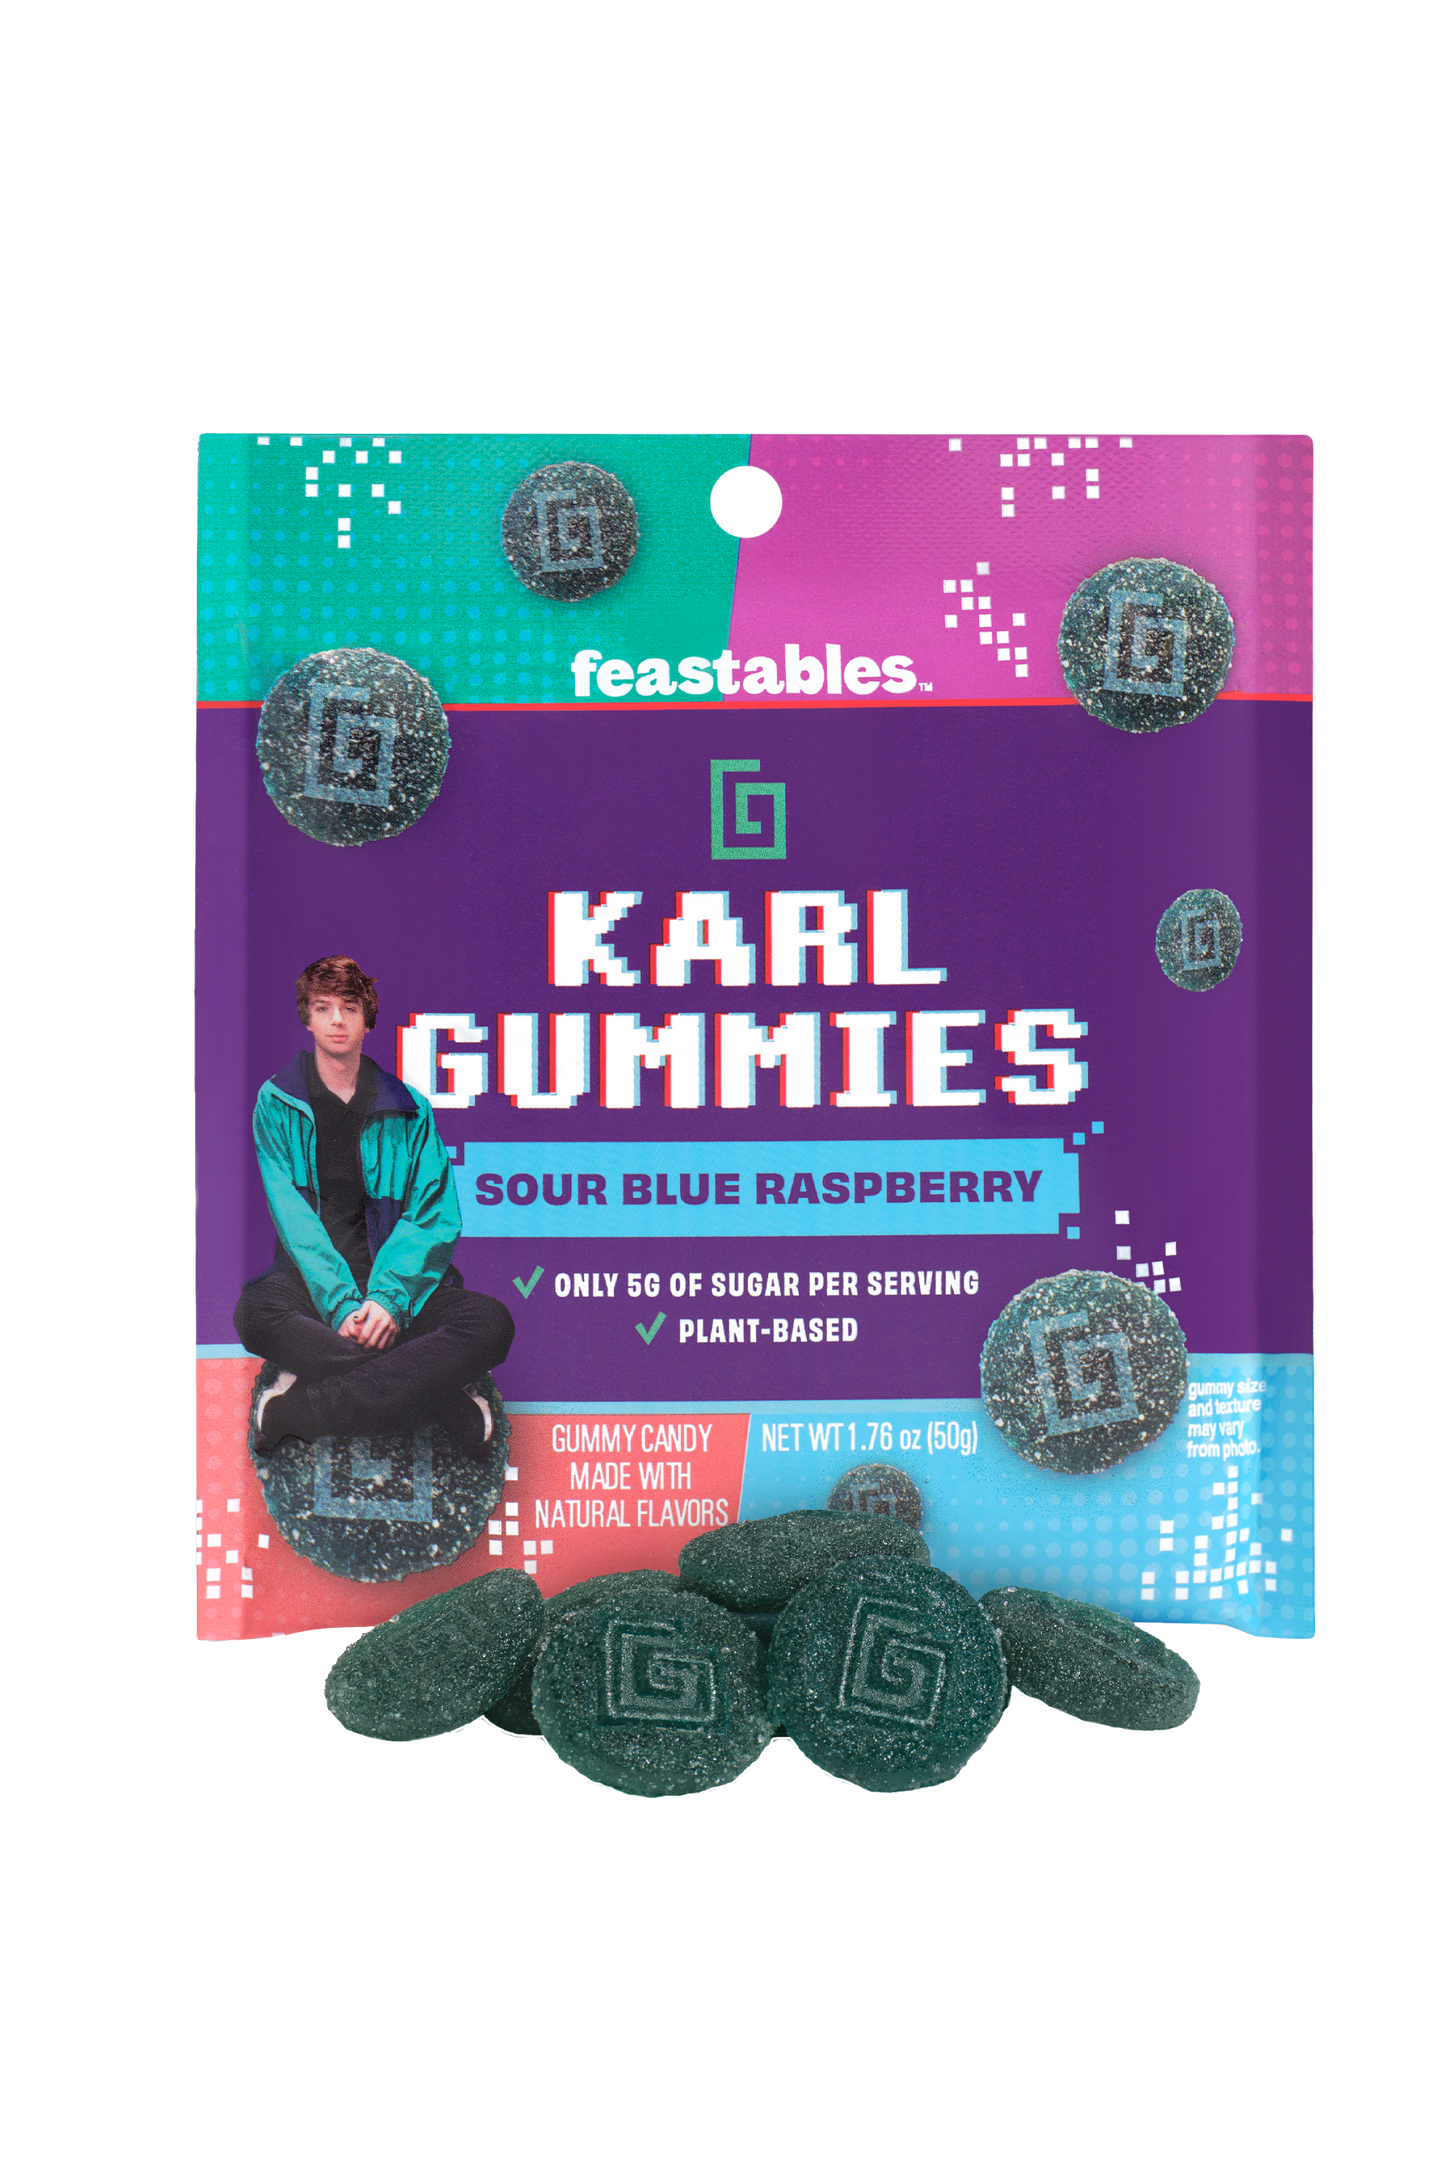 feastables™
KARL
GUMMIES
SOUR BLUE RASPBERRY
✓ ONLY 5G OF SUGAR PER SERVING
✓ PLANT-BASED
GUMMY CANDY
MADE WITH
NATURAL FLAVORS
NET WT 1.76 oz (50g)
gummy size
and texture
may vary
from photo.